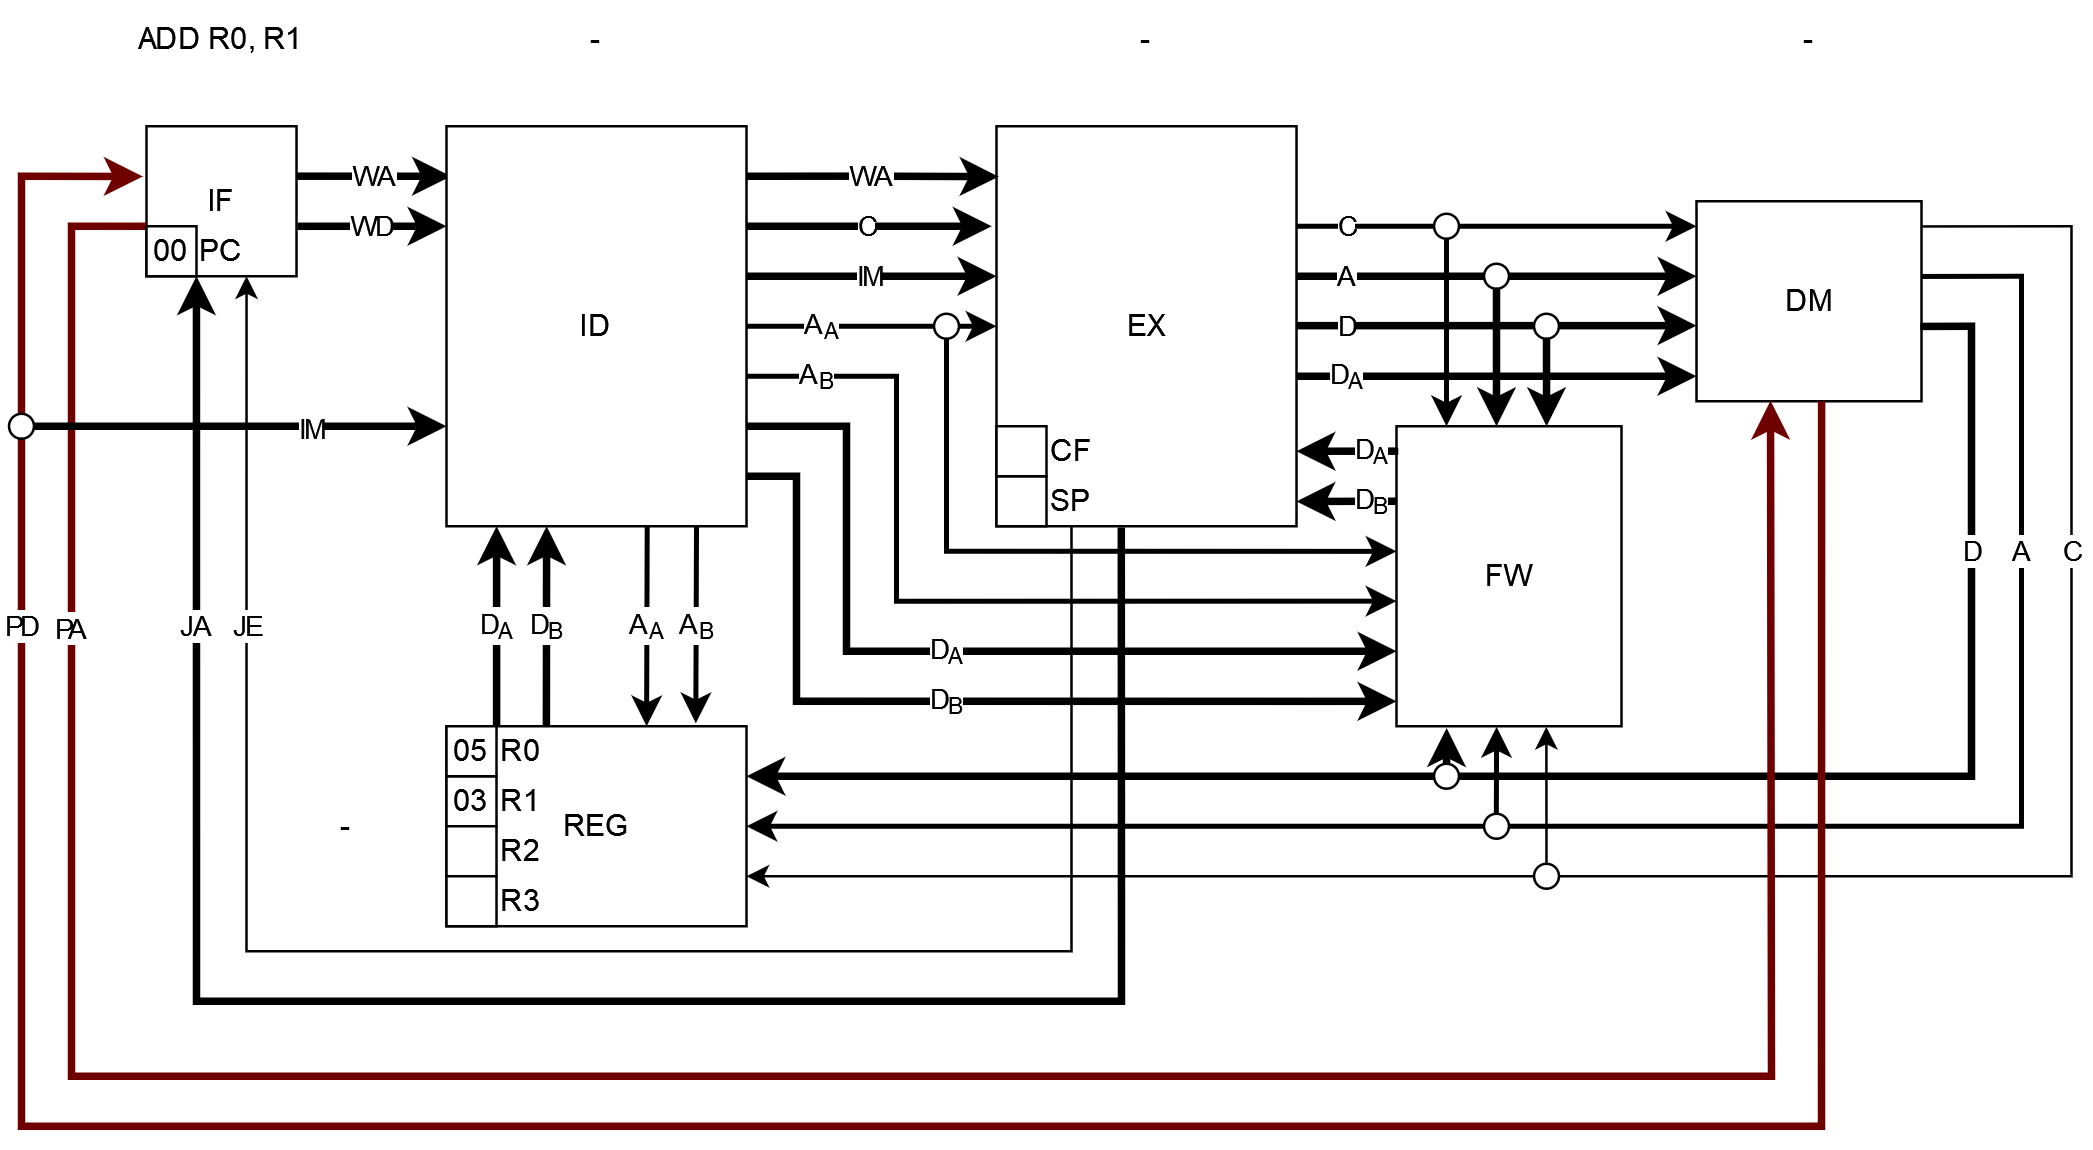 ADD R0, R1
-
-
-
IF
00 PC
WA
WD
IM
ID
WA
O
IM
AA
AB
EX
CF
SP
C
A
D
DA
DM
DA
DB
FW
D A C
PD PA JA JE
DA DB AA AB
DA
DB
-
05 R0
03 R1
R2
R3
REG